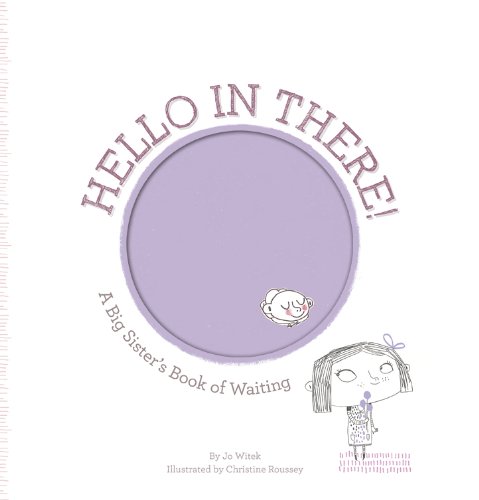 HELLO IN THERE!
A Big Sister's Book of Waiting
By Jo Witek
Illustrated by Christine Roussey